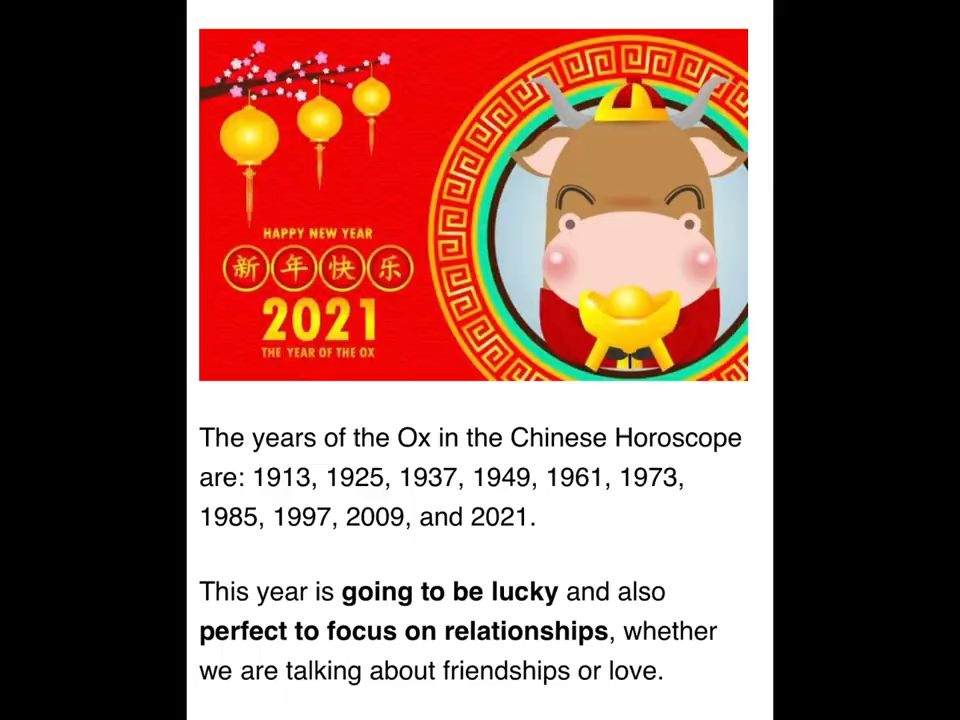 HAPPY NEW YEAR
新年快乐
2021
THE YEAR OF THE OX
The years of the Ox in the Chinese Horoscope
are: 1913, 1925, 1937, 1949, 1961, 1973,
1985, 1997, 2009, and 2021.
This year is going to be lucky and also
perfect to focus on relationships, whether
we are talking about friendships or love.